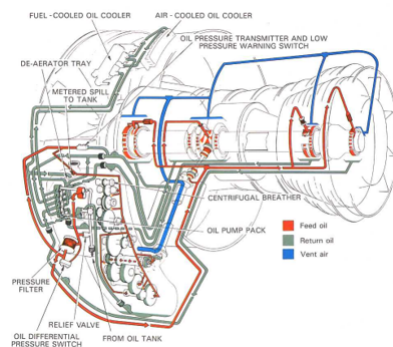 FUEL-COOLED OIL COOLER
AIR-COOLED OIL COOLER
OIL PRESSURE TRANSMITTER AND LOW
PRESSURE WARNING SWITCH
DE-AERATOR TRAY
METERED SPILL
TO TANK
CENTRIFUGAL BREATHER
OIL PUMP PACK
Feed oil
Return oil
Vent air
PRESSURE
FILTER
RELIEF VALVE
OIL DIFFERENTIAL
PRESSURE SWITCH
FROM OIL TANK